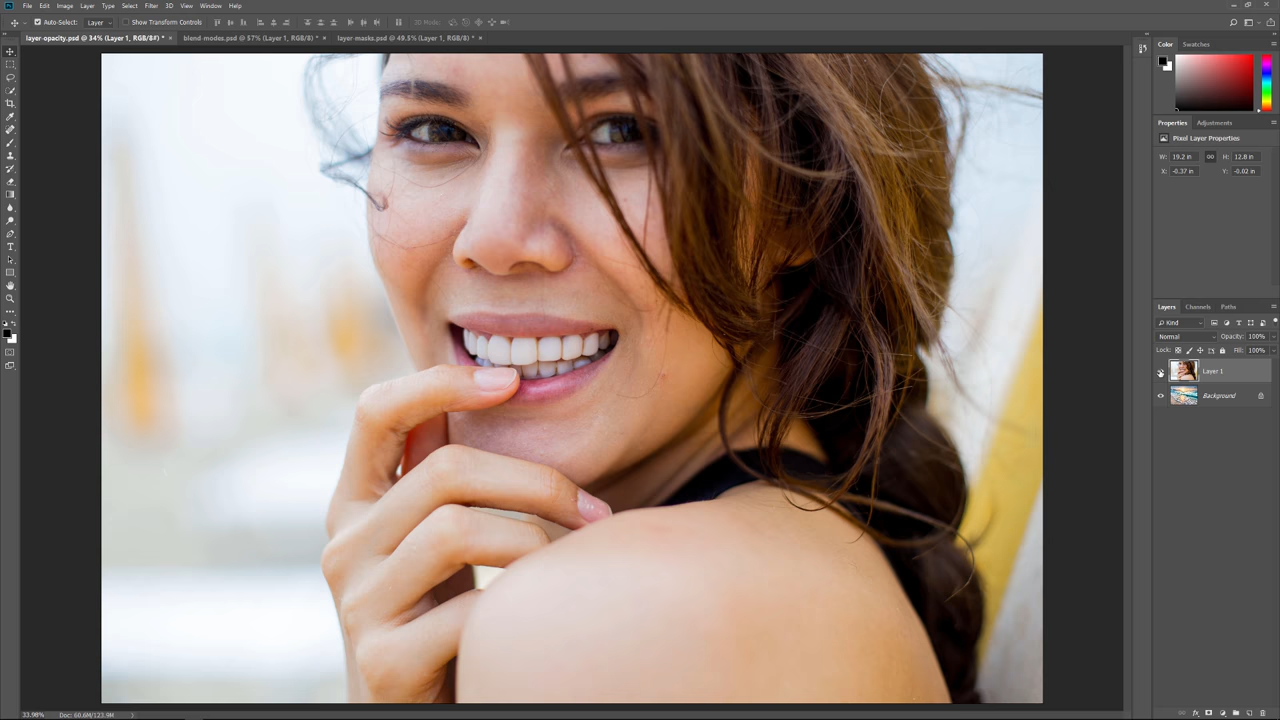 Ps File Edit Image Layer Type Select Filter 3D View Window Help
Auto-Select: Layer Show Transform Controls 3D Mode:
layer-opacity.psd @ 34% (Layer 1, RGB/8#) * × blend-modes.psd @ 57% (Layer 1, RGB/8) * × layer-masks.psd @ 49.5% (Layer 1, RGB/8) * ×
Color Swatches
Properties Adjustments
Pixel Layer Properties
W: 19.2 in H: 12.8 in
X: -0.37 in Y: -0.02 in
Layers Channels Paths
Kind
Normal Opacity: 100%
Lock: Fill: 100%
Layer 1
Background
33.98% Doc: 60.6M/123.9M